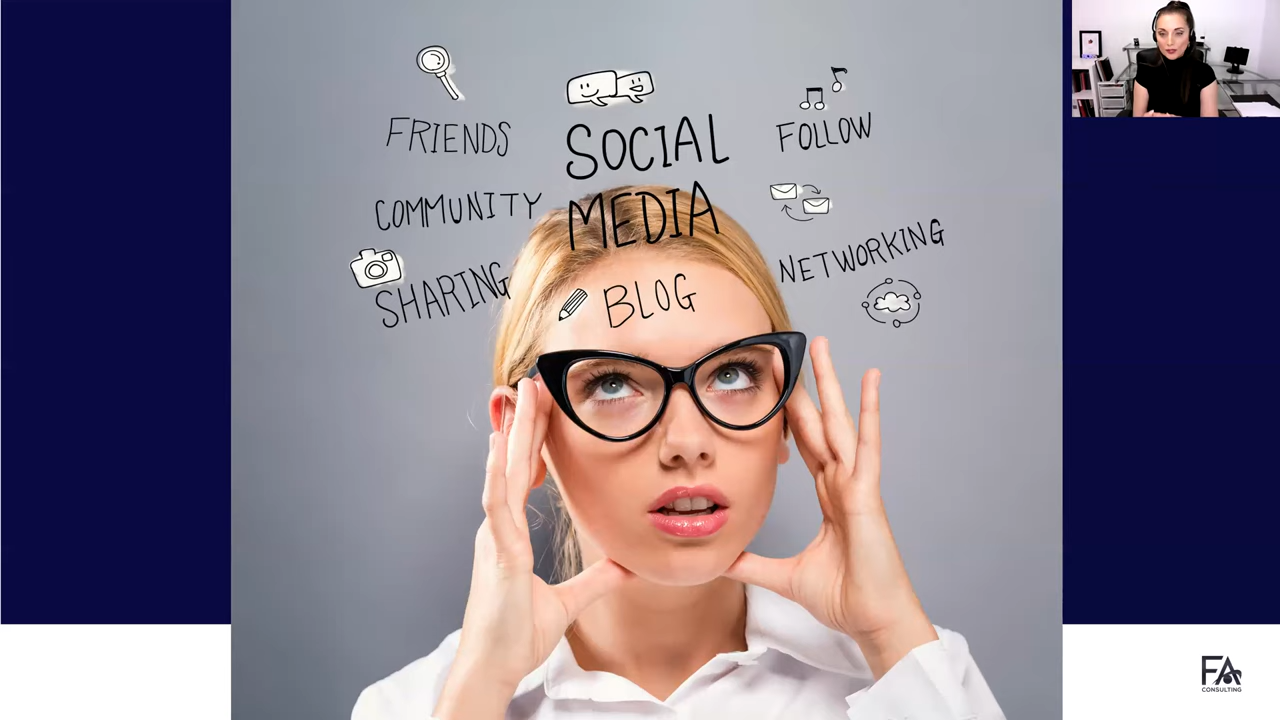 FRIENDS
SOCIAL
MEDIA
FOLLOW
COMMUNITY
NETWORKING
SHARING
BLOG
FA
CONSULTING